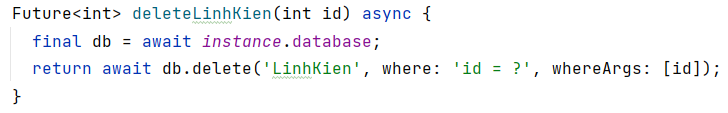 Future<int> deleteLinhKien(int id) async {
  final db = await instance.database;
  return await db.delete('LinhKien', where: 'id = ?', whereArgs: [id]);
}